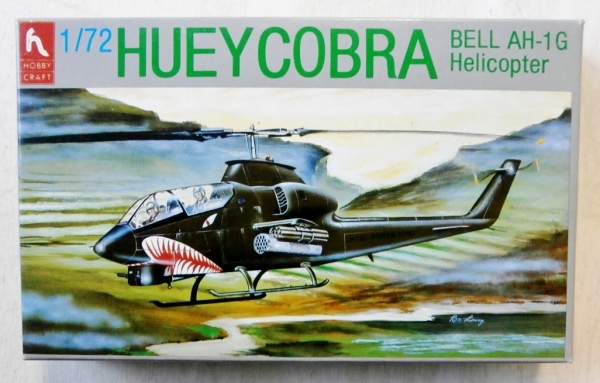 h
HOBBY
CRAFT
1/72 HUEYCOBRA
BELL AH-1G
Helicopter